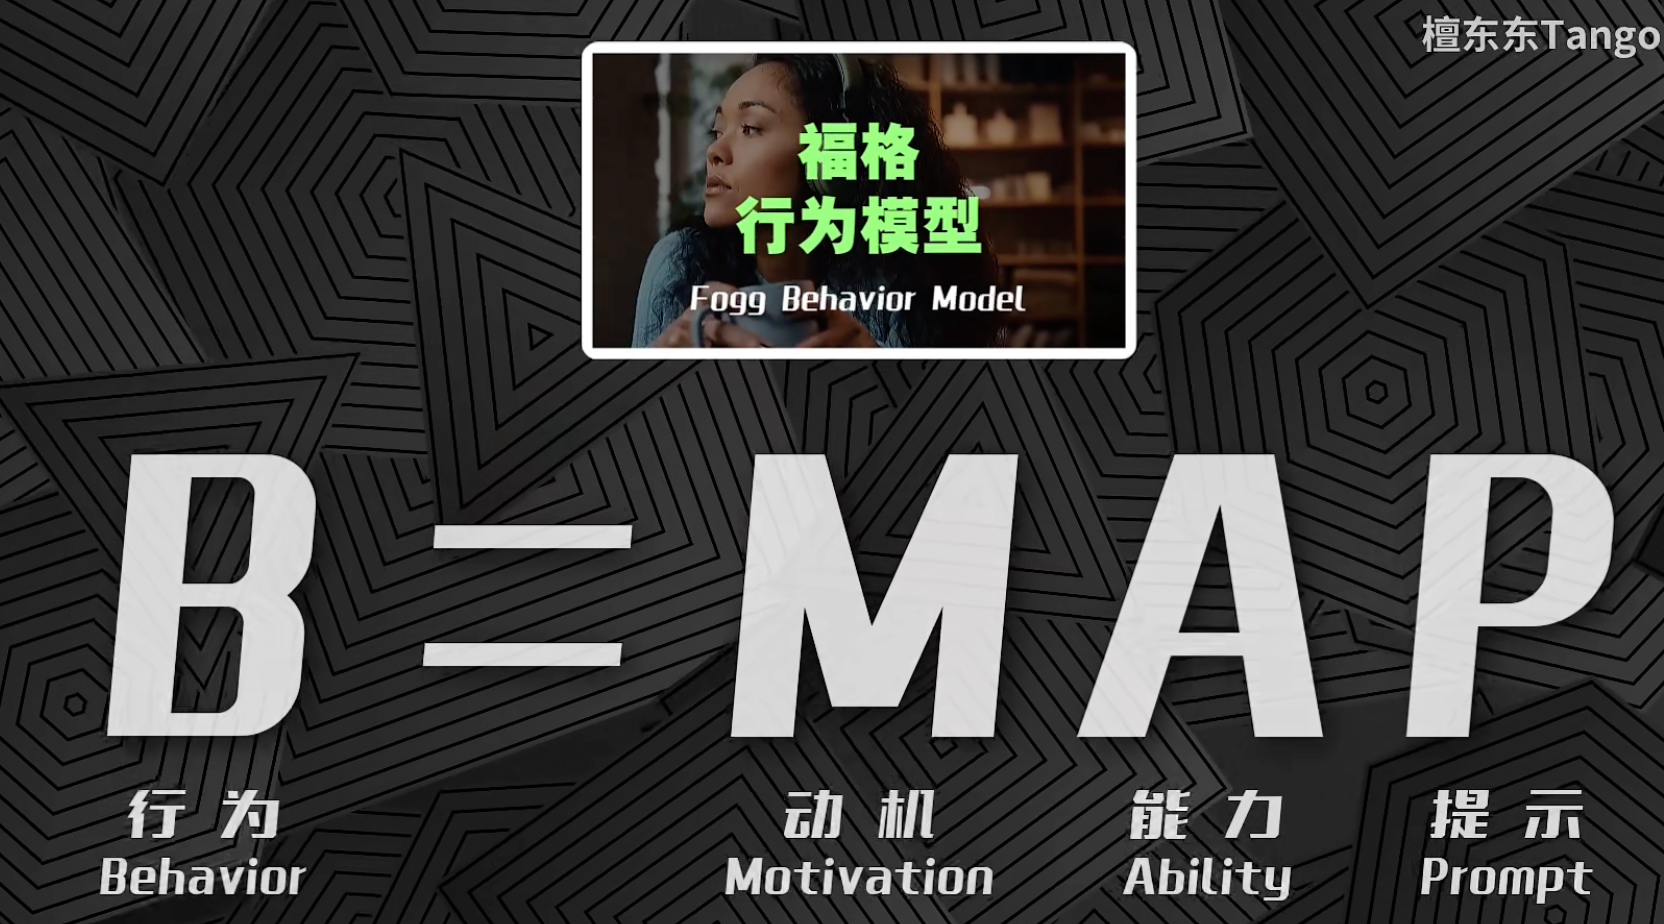 檀东东Tango
福格
行为模型
Fogg Behavior Model
B=MAP
行为 动机 能力 提示
Behavior Motivation Ability Prompt